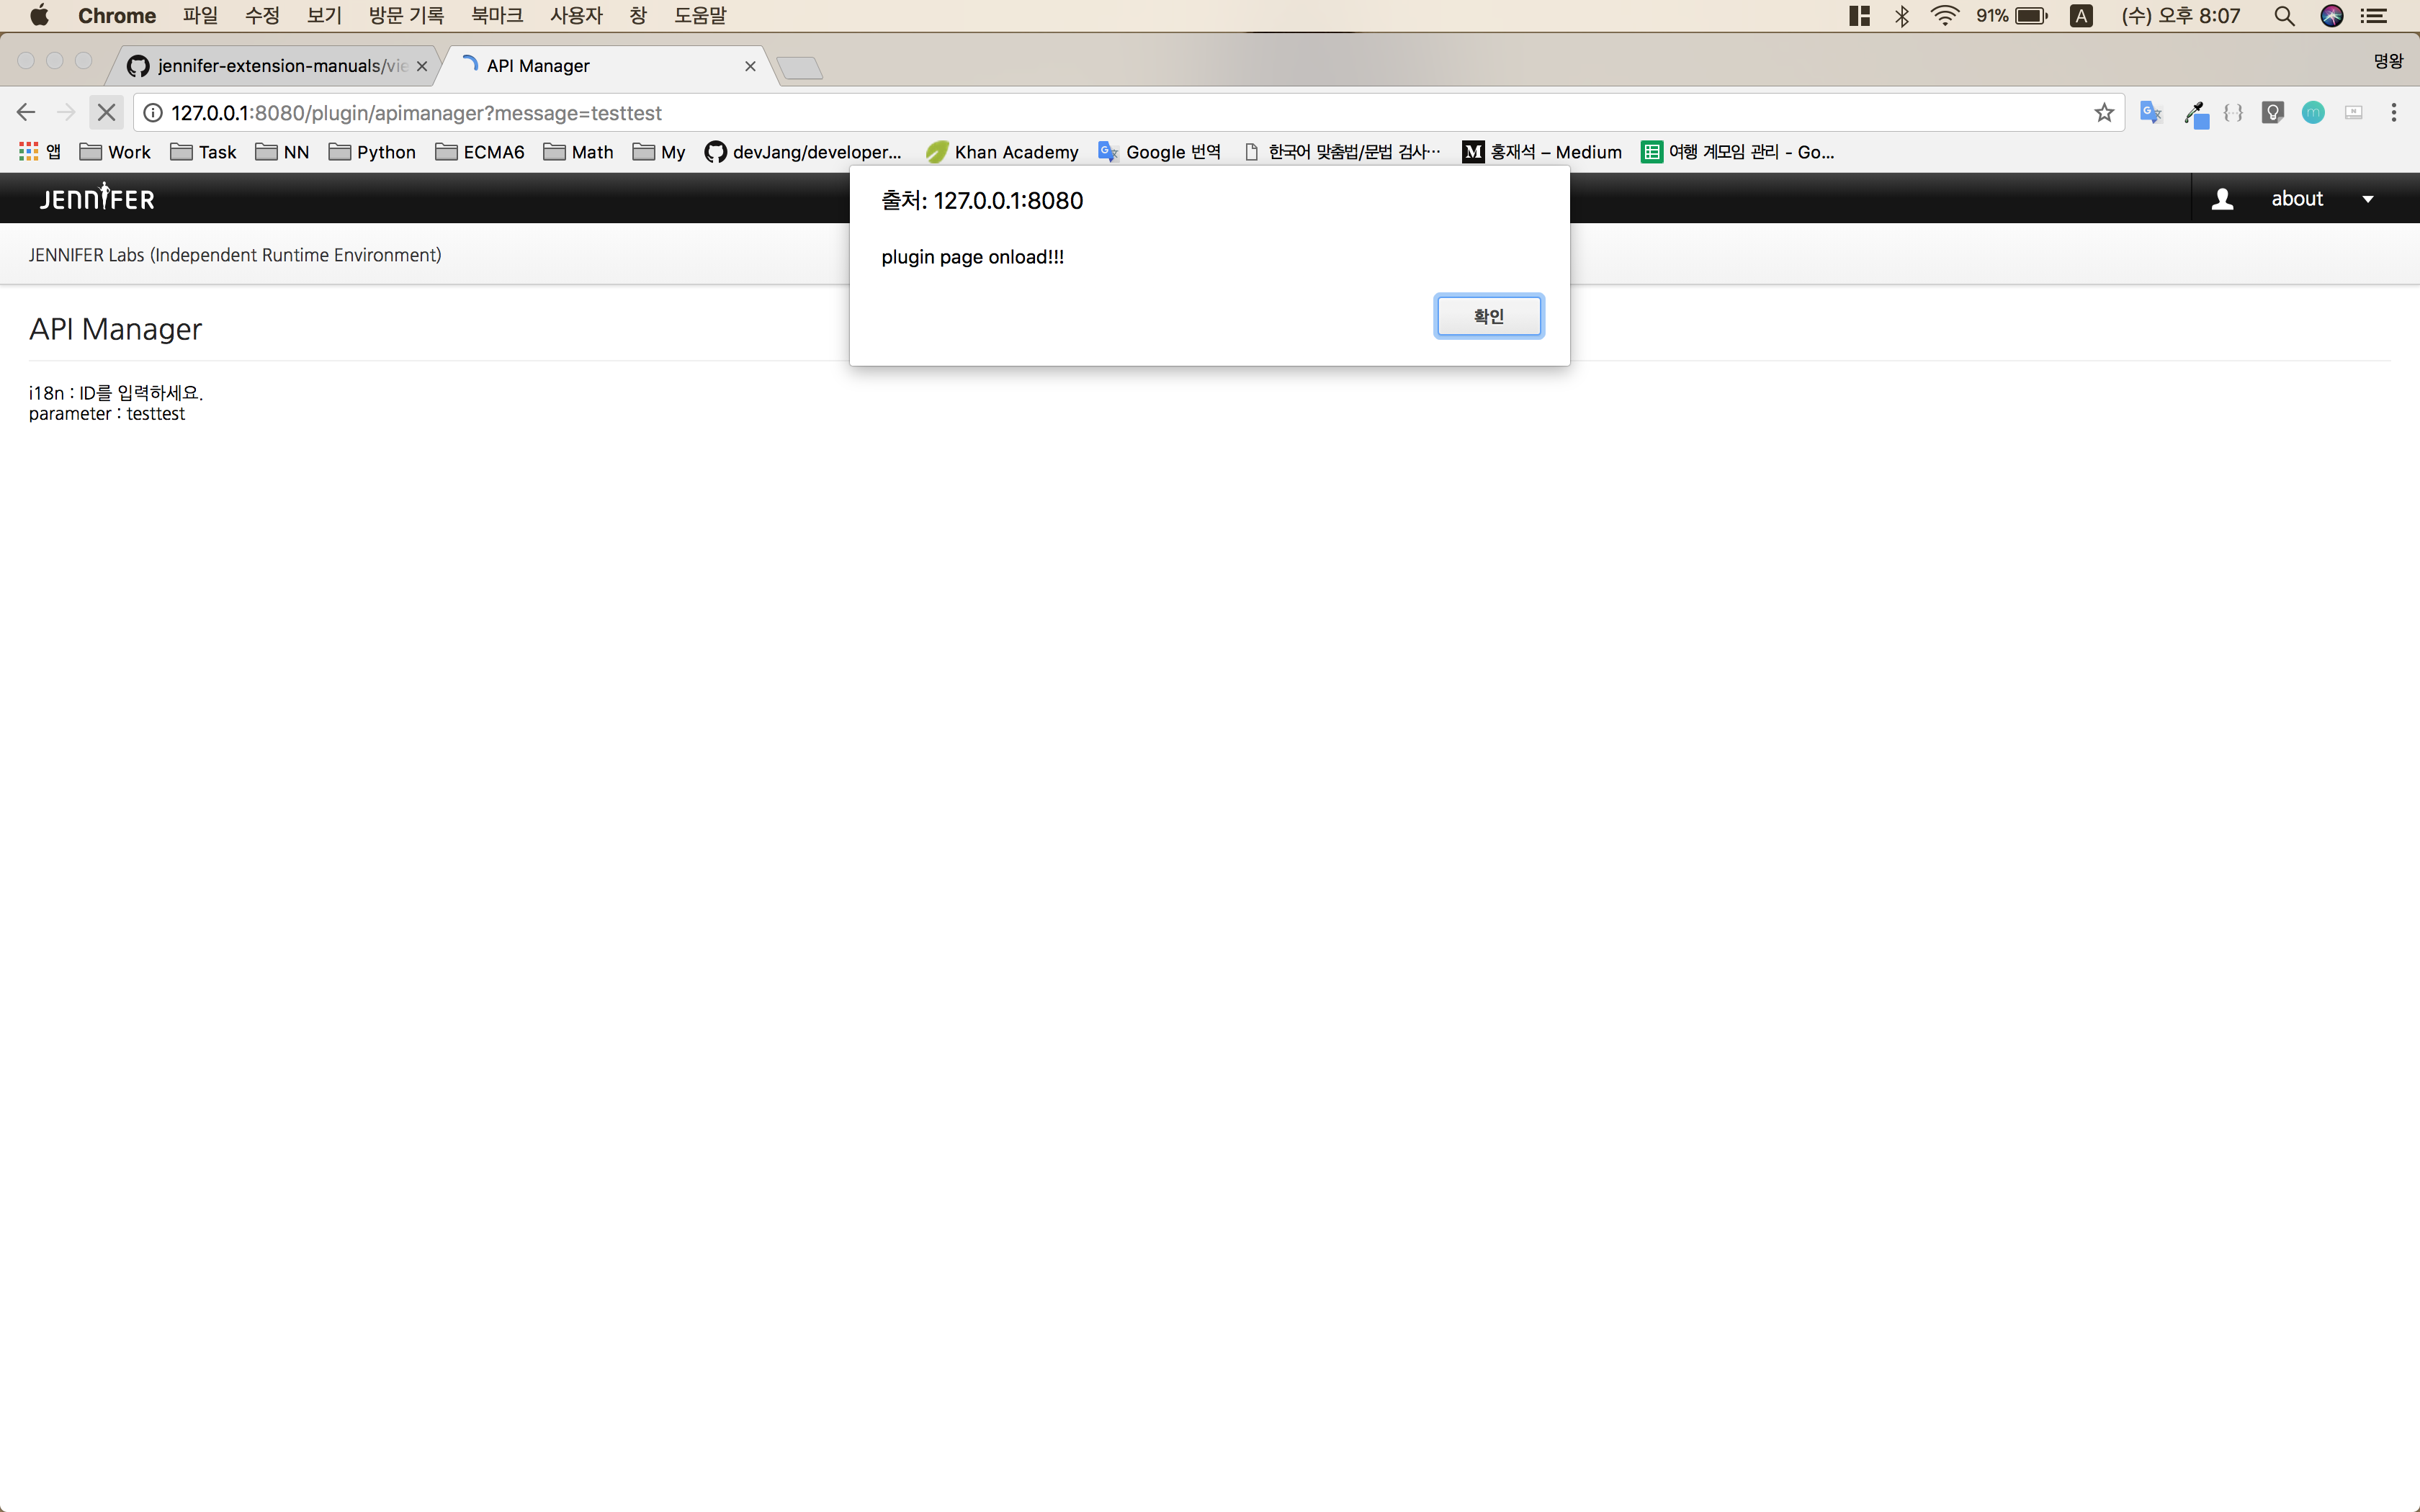 Chrome 파일 수정 보기 방문 기록 북마크 사용자 창 도움말 91% A (수) 오후 8:07
jennifer-extension-manuals/vie API Manager 명왕
127.0.0.1:8080/plugin/apimanager?message=testtest
앱 Work Task NN Python ECMA6 Math My devJang/developer... Khan Academy Google 번역 한국어 맞춤법/문법 검사... M 홍재석 – Medium 여행 계모임 관리 - Go...
JENNIFER about
JENNIFER Labs (Independent Runtime Environment)
출처: 127.0.0.1:8080
plugin page onload!!!
확인
API Manager
i18n : ID를 입력하세요.
parameter : testtest